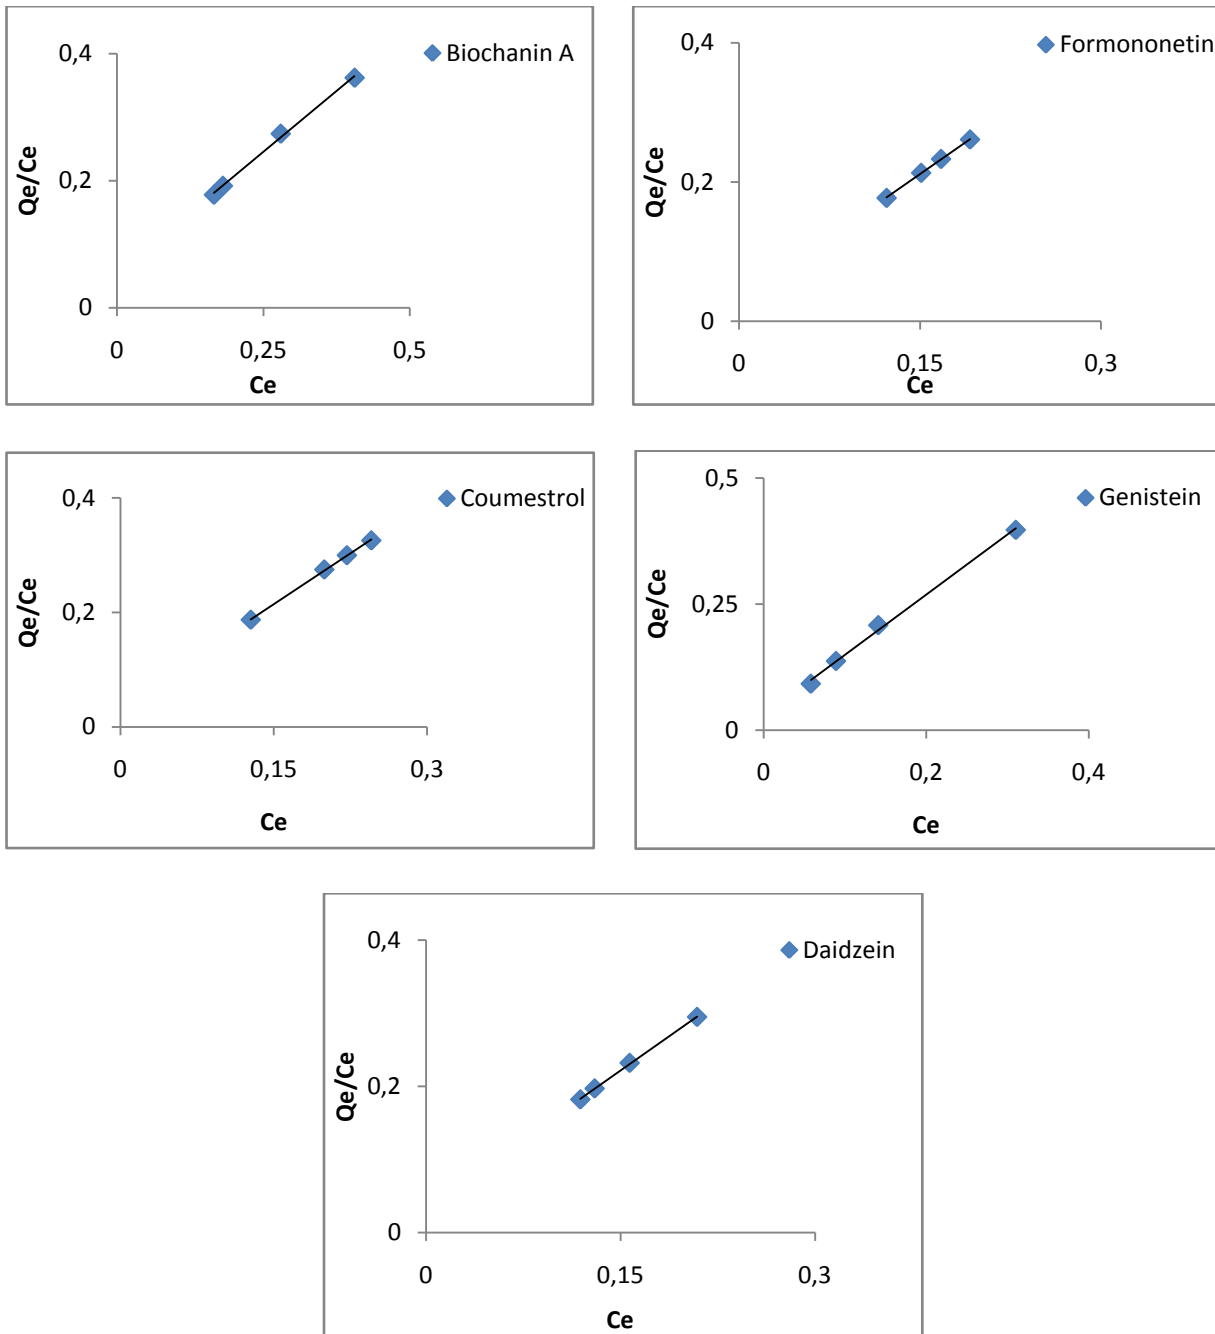 Biochanin A
0,4
0,2
0
Qe/Ce
0 0,25 0,5
Ce
Formononetin
0,4
0,2
0
Qe/Ce
0 0,15 0,3
Ce
Coumestrol
0,4
0,2
0
Qe/Ce
0 0,15 0,3
Ce
Genistein
0,5
0,25
0
Qe/Ce
0 0,2 0,4
Ce
Daidzein
0,4
0,2
0
Qe/Ce
0 0,15 0,3
Ce